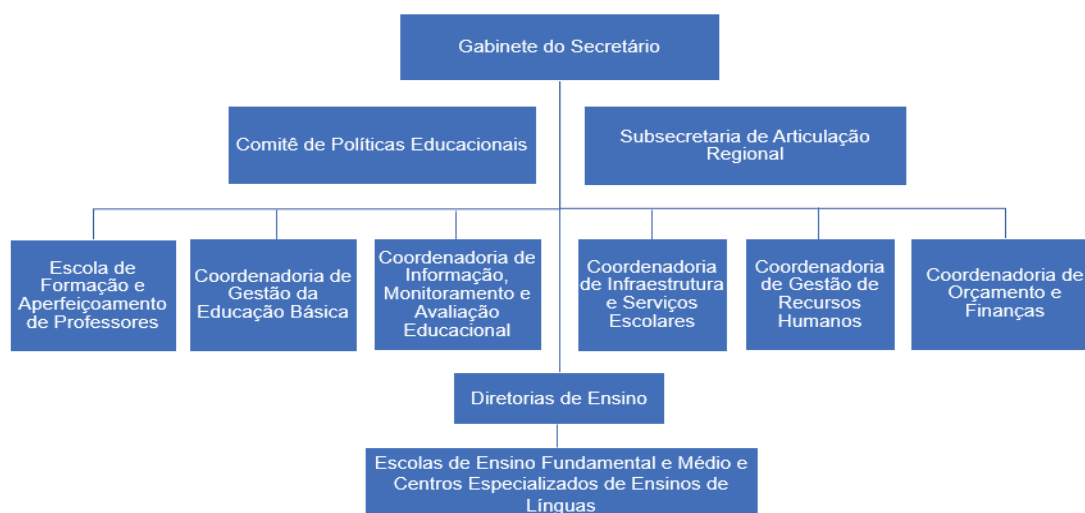 Gabinete do Secretário
Comitê de Políticas Educacionais
Subsecretaria de Articulação
Regional
Escola de
Formação e
Aperfeiçoamento
de Professores
Coordenadoria de
Gestão da
Educação Básica
Coordenadoria de
Informação,
Monitoramento e
Avaliação
Educacional
Coordenadoria
de Infraestrutura
e Serviços
Escolares
Coordenadoria
de Gestão de
Recursos
Humanos
Coordenadoria de
Orçamento e
Finanças
Diretorias de Ensino
Escolas de Ensino Fundamental e Médio e
Centros Especializados de Ensinos de
Línguas